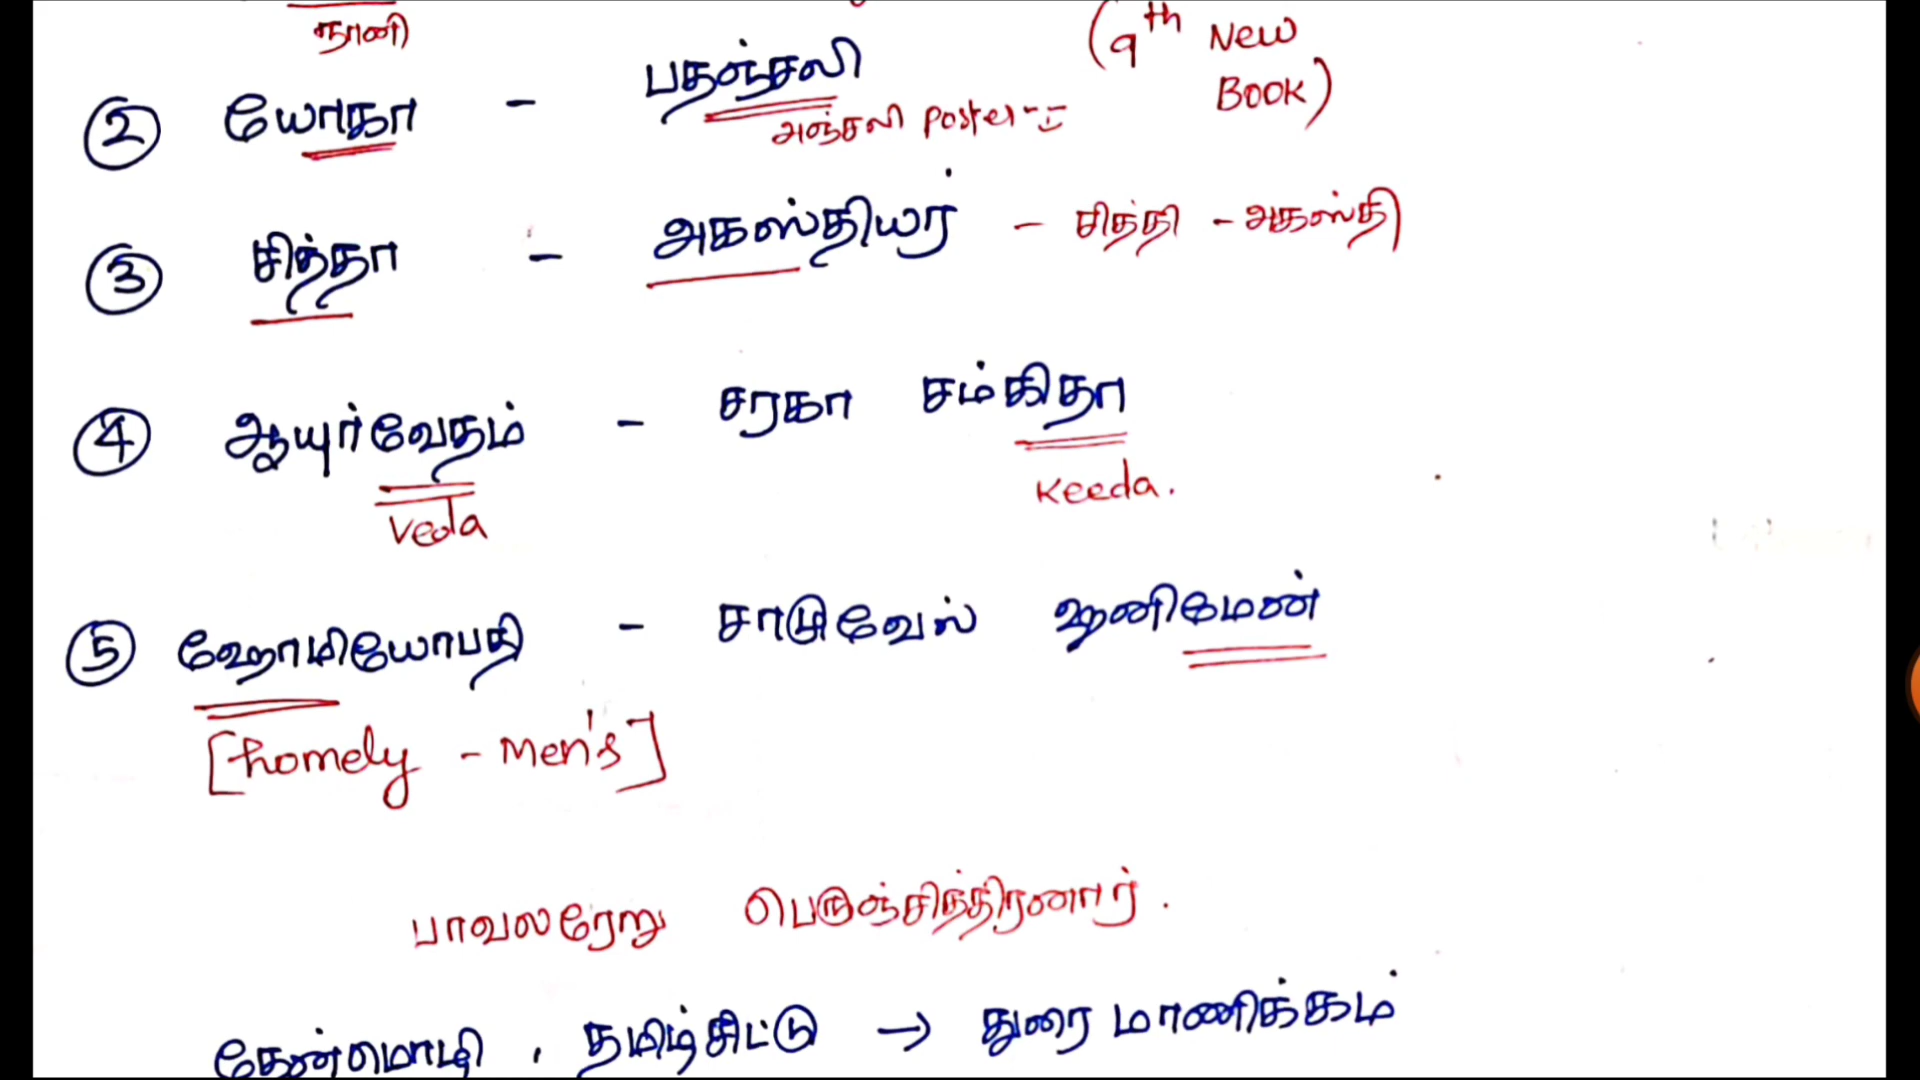 நானி
(9th New
② யோகா - பதஞ்சலி
BOOK)
அஞ்சலி Poster
③ சித்தா - அகஸ்தியர் - சித்தி - அகஸ்தி
④ ஆயுர்வேதம் - சரகா சம்கிதா
Veda Keeda.
⑤ ஹோமியோபதி - சாமுவேல் ஹனிமேன்
[homely - Men's]
பாவலரேறு பெருஞ்சித்திரனார்.
தேன்மொழி, தமிழ்சிட்டு → துரை மாணிக்கம்